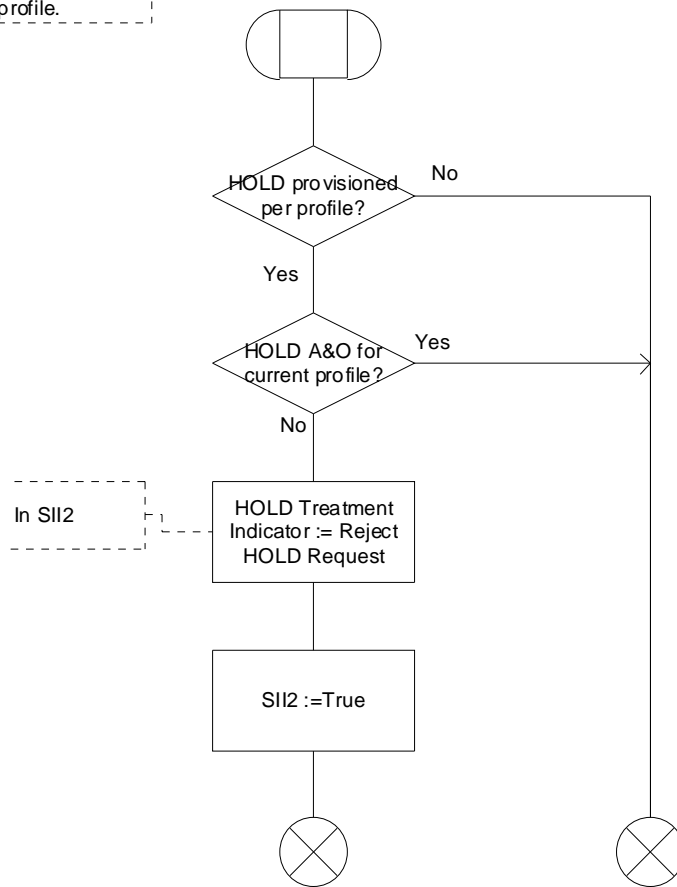 profile.
HOLD provisioned
per profile?
No
Yes
HOLD A&O for
current profile?
Yes
No
In SII2
HOLD Treatment
Indicator := Reject
HOLD Request
SII2 :=True